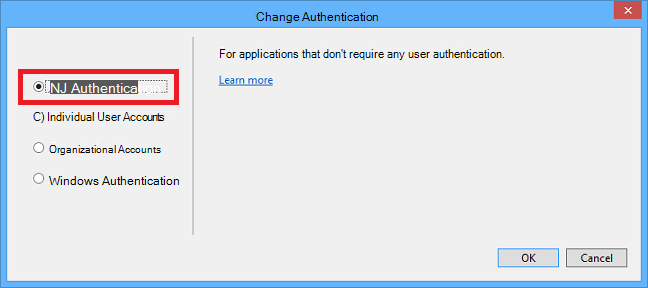 Change Authentication
For applications that don't require any user authentication.
Learn more
NJ Authentica
C) Individual User Accounts
Organizational Accounts
Windows Authentication
OK
Cancel